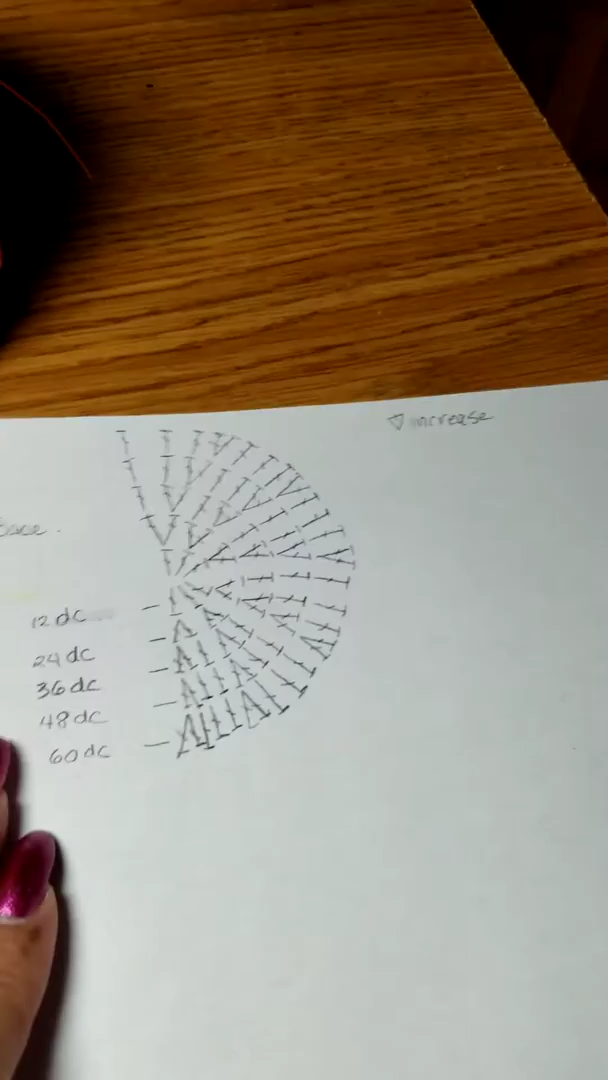 ▽ increase
12 dc
24 dc
36 dc
48 dc
60 dc